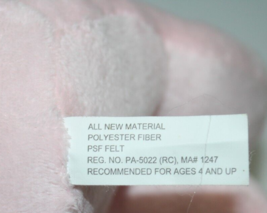 ALL NEW MATERIAL
POLYESTER FIBER
PSF FELT
REG. NO. PA-5022 (RC), MA# 1247
RECOMMENDED FOR AGES 4 AND UP